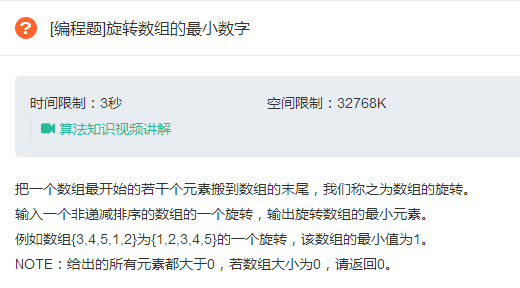 [编程题]旋转数组的最小数字
时间限制：3秒 空间限制：32768K
算法知识视频讲解
把一个数组最开始的若干个元素搬到数组的末尾，我们称之为数组的旋转。
输入一个非递减排序的数组的一个旋转，输出旋转数组的最小元素。
例如数组{3,4,5,1,2}为{1,2,3,4,5}的一个旋转，该数组的最小值为1。
NOTE：给出的所有元素都大于0，若数组大小为0，请返回0。